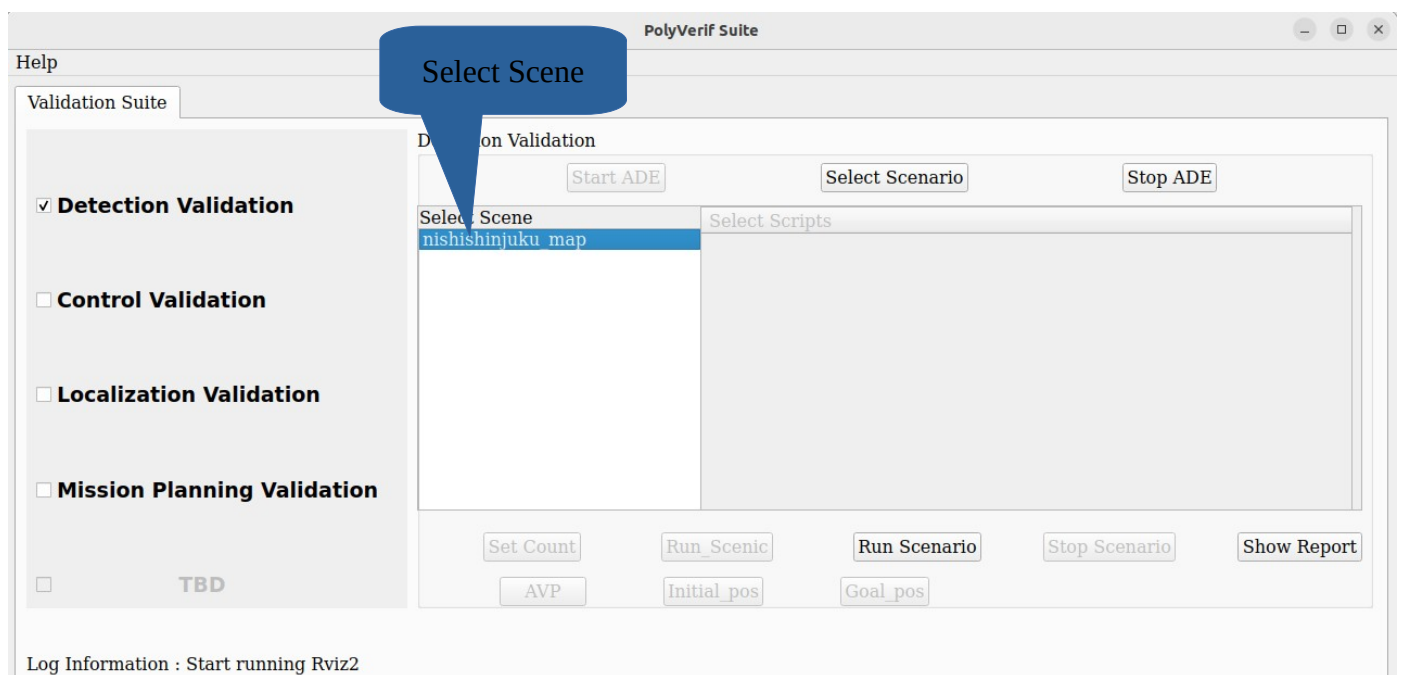 PolyVerif Suite
Help
Select Scene
Validation Suite
Detection Validation
Control Validation
Localization Validation
Mission Planning Validation
TBD
on Validation
Start ADE
Select Scenario
Stop ADE
Select Scene
Select Scripts
nishishinjuku_map
Set Count
Run_Scenic
Run Scenario
Stop Scenario
Show Report
AVP
Initial_pos
Goal_pos
Log Information : Start running Rviz2